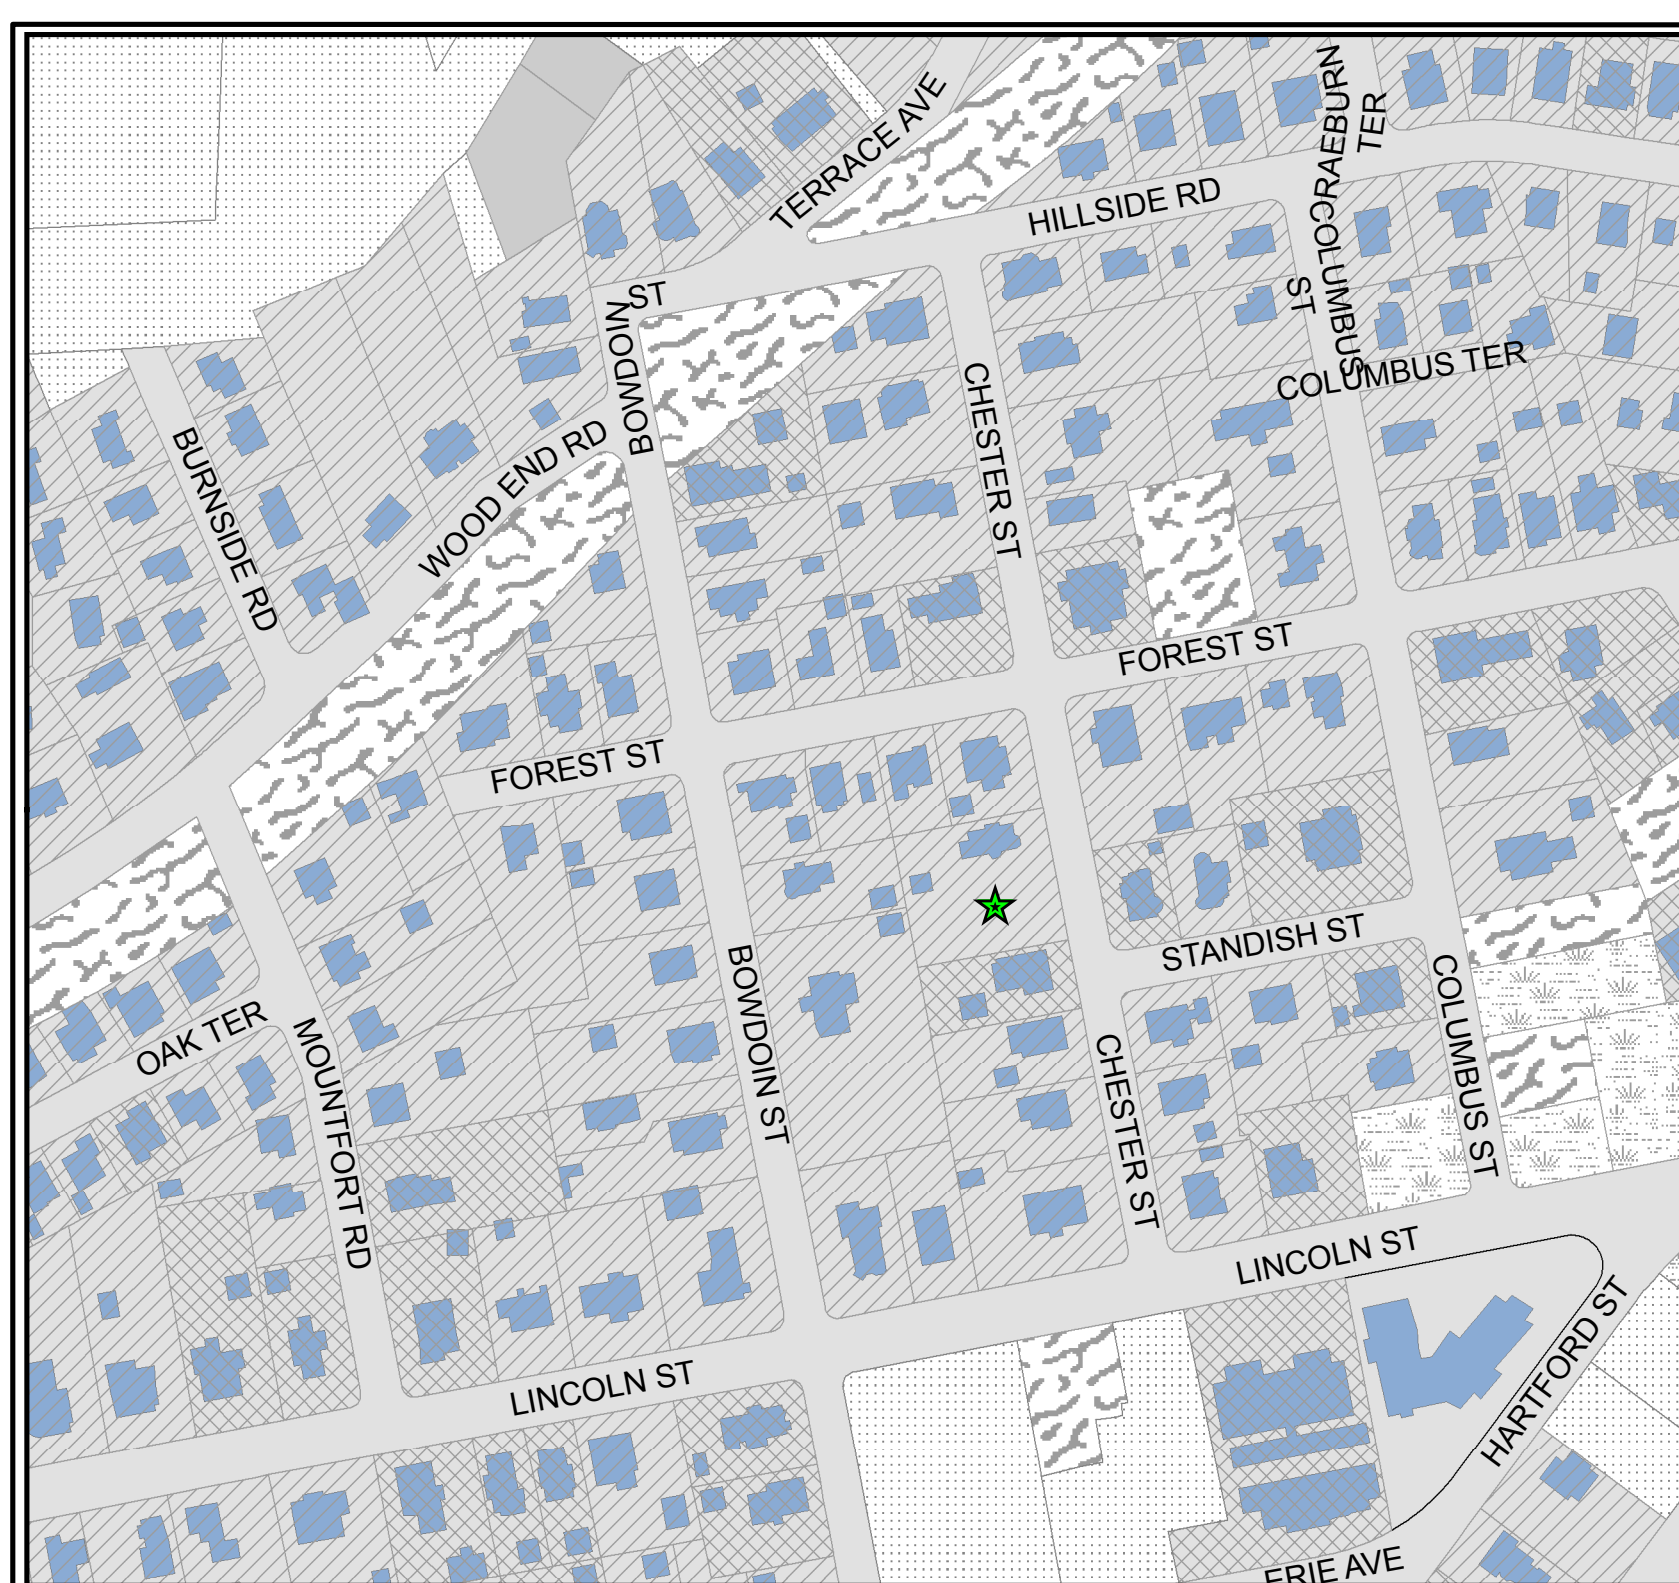 TERRACE AVE
CRAEBURN
TER
HILLSIDE RD
ST
BOWDOIN
COLUMBUS
ST
COLUMBUS TER
CHESTER ST
BURNSIDE RD
WOOD END RD
FOREST ST
FOREST ST
STANDISH ST
BOWDOIN ST
COLUMBUS ST
OAK TER
MOUNTFORT RD
CHESTER ST
LINCOLN ST
HARTFORD ST
LINCOLN ST
ERIE AVE